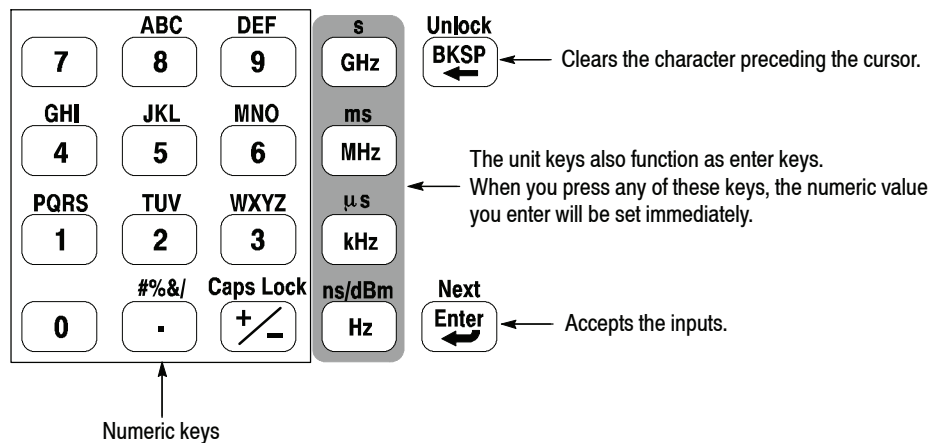 ABC DEF s Unlock
7 8 9 GHz BKSP Clears the character preceding the cursor.
GHI JKL MNO ms
4 5 6 MHz
The unit keys also function as enter keys.
When you press any of these keys, the numeric value
you enter will be set immediately.
PQRS TUV WXYZ µs
1 2 3 kHz
#%&/ Caps Lock ns/dBm Next
0 . +/− Hz Enter Accepts the inputs.
Numeric keys